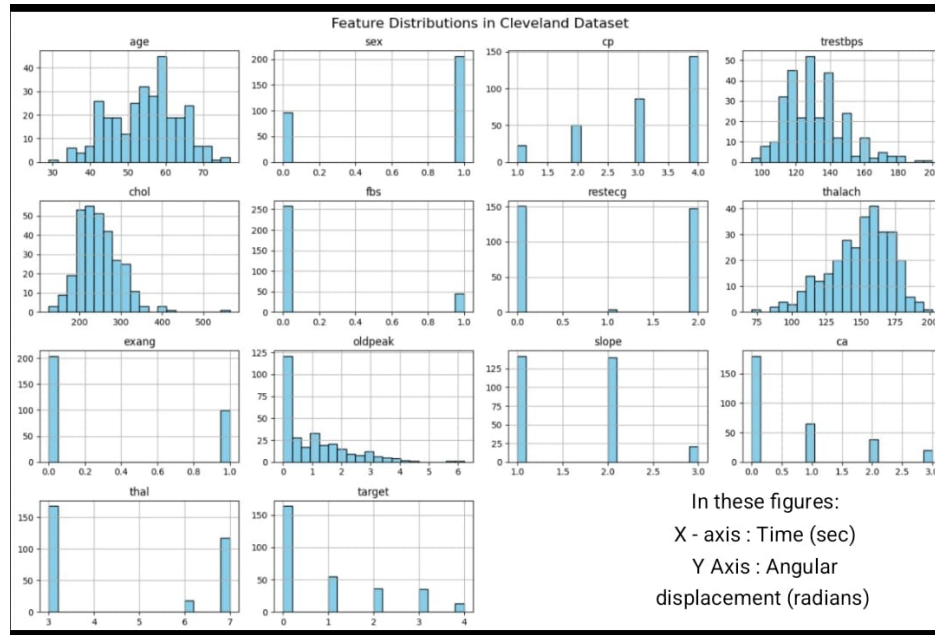 Feature Distributions in Cleveland Dataset
age
sex
cp
trestbps
40
30
20
10
0
30 40 50 60 70
200
150
100
50
0
0.0 0.2 0.4 0.6 0.8 1.0
150
100
50
0
1.0 1.5 2.0 2.5 3.0 3.5 4.0
50
40
30
20
10
0
100 120 140 160 180 200
chol
fbs
restecg
thalach
50
40
30
20
10
0
200 300 400 500
250
200
150
100
50
0
0.0 0.2 0.4 0.6 0.8 1.0
150
100
50
0
0.0 0.5 1.0 1.5 2.0
40
30
20
10
0
75 100 125 150 175 200
exang
oldpeak
slope
ca
200
150
100
50
0
0.0 0.2 0.4 0.6 0.8 1.0
125
100
75
50
25
0
0 1 2 3 4 5 6
125
100
75
50
25
0
1.0 1.5 2.0 2.5 3.0
150
100
50
0
0.0 0.5 1.0 1.5 2.0 2.5 3.0
thal
target
150
100
50
0
3 4 5 6 7
150
100
50
0
0 1 2 3 4
In these figures:
X - axis : Time (sec)
Y Axis : Angular
displacement (radians)